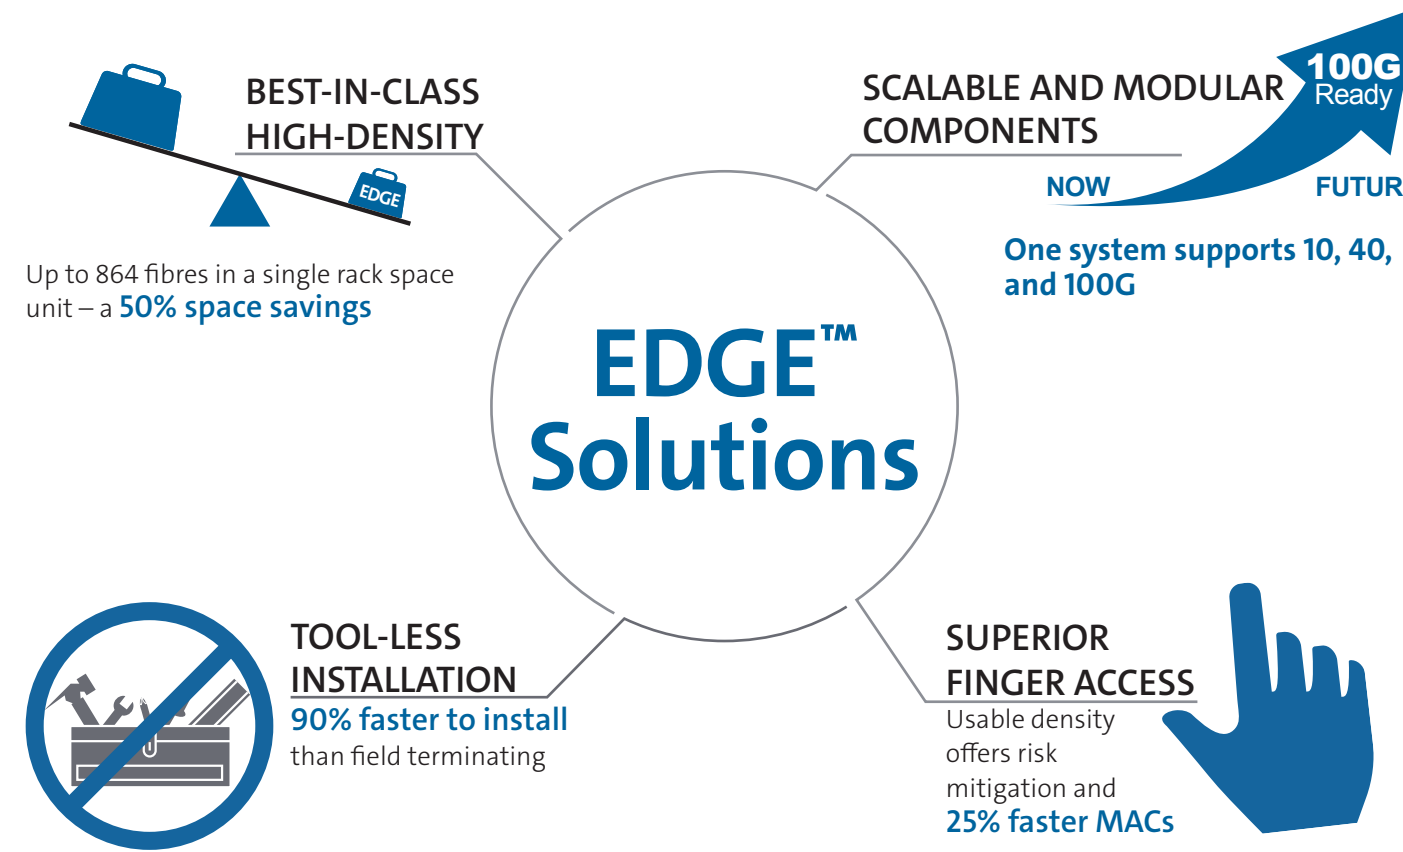 BEST-IN-CLASS
HIGH-DENSITY
EDGE
Up to 864 fibres in a single rack space
unit – a 50% space savings
SCALABLE AND MODULAR
COMPONENTS
100G
Ready
NOW
FUTUR
One system supports 10, 40,
and 100G
EDGE™
Solutions
TOOL-LESS
INSTALLATION
90% faster to install
than field terminating
SUPERIOR
FINGER ACCESS
Usable density
offers risk
mitigation and
25% faster MACs